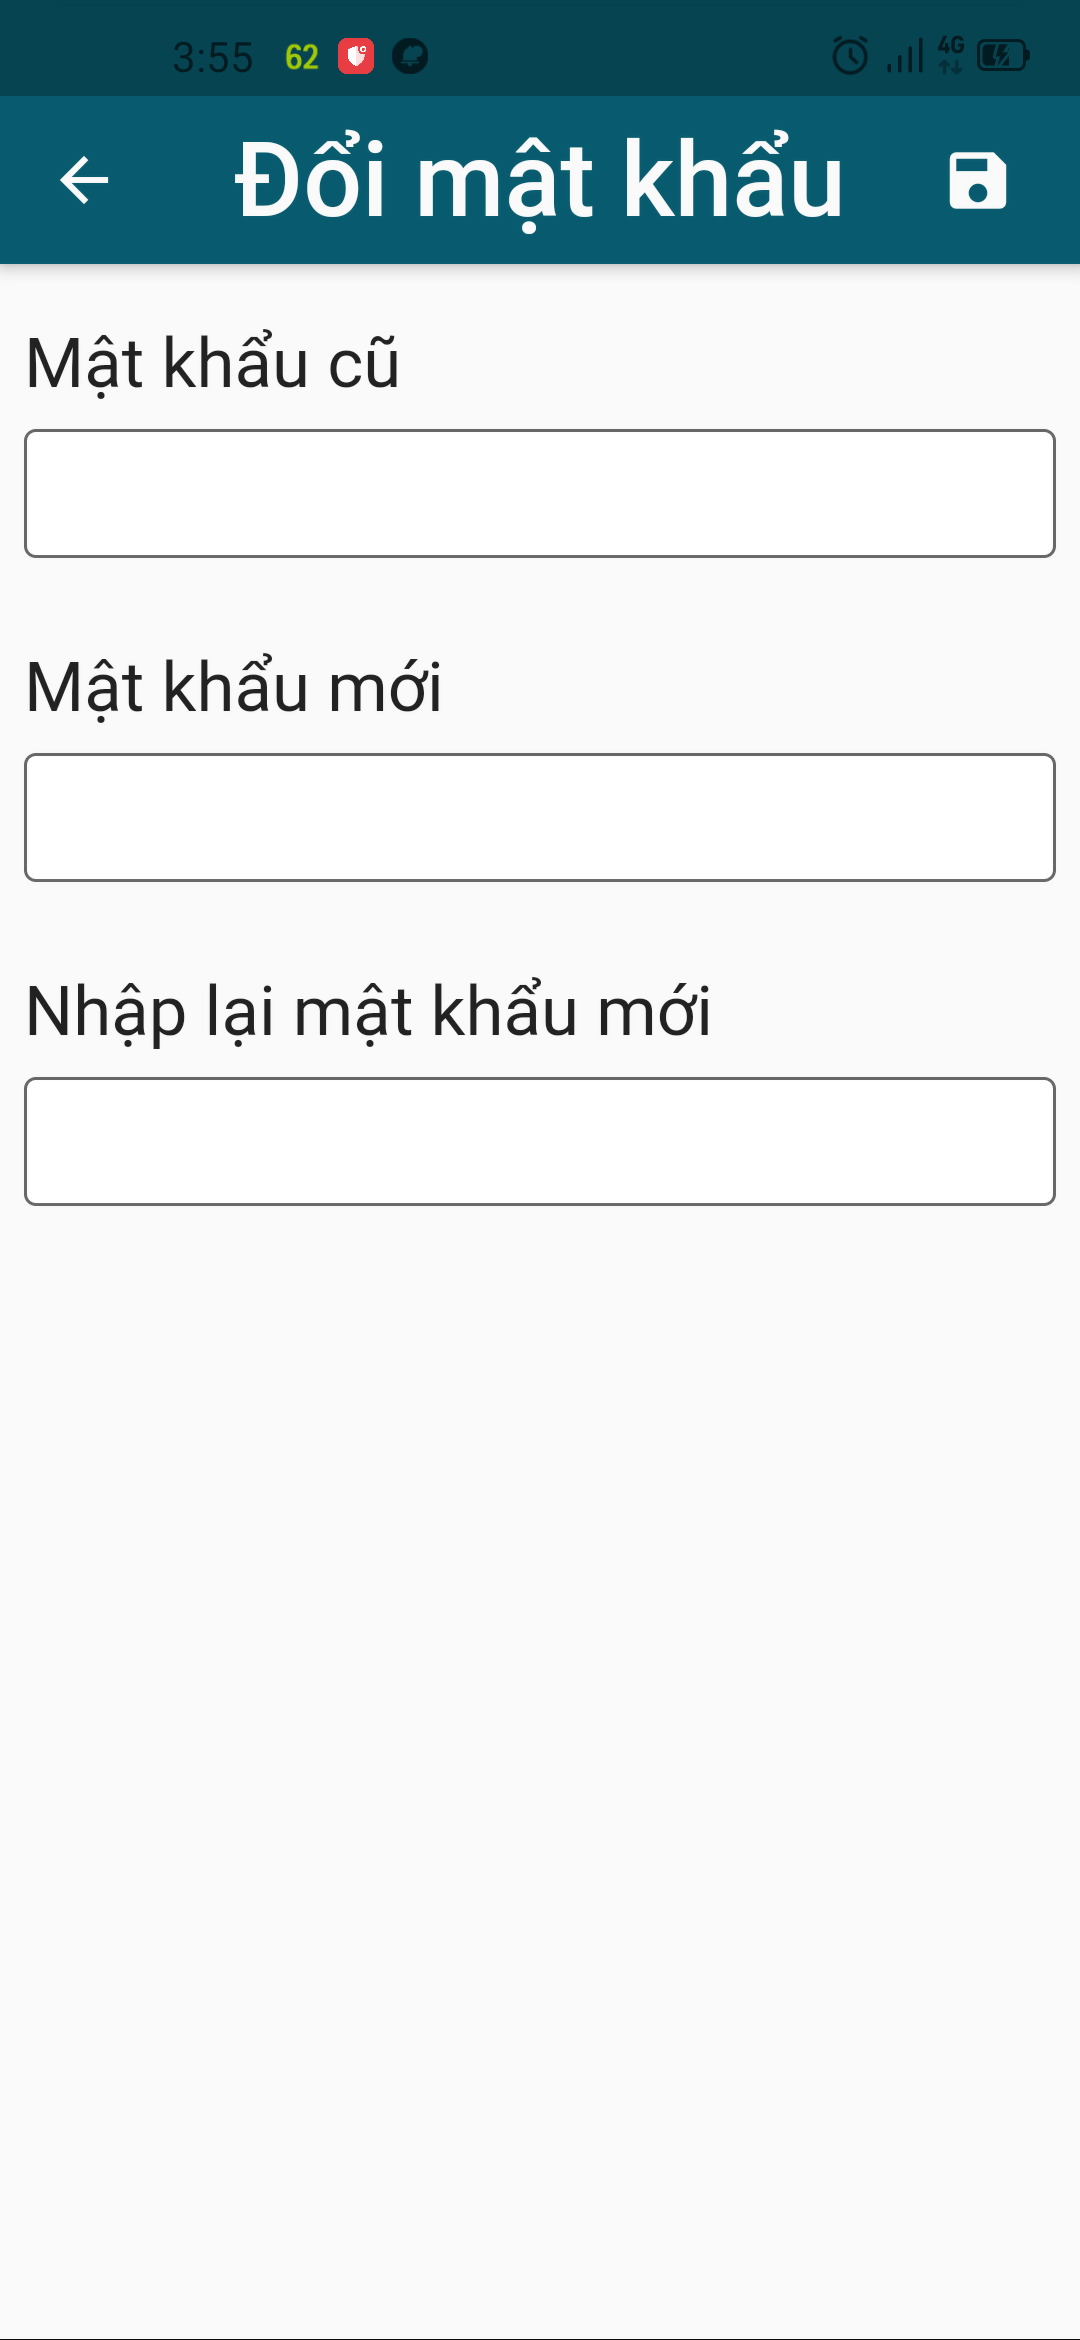 3:55 62 4G
Đổi mật khẩu
Mật khẩu cũ
Mật khẩu mới
Nhập lại mật khẩu mới